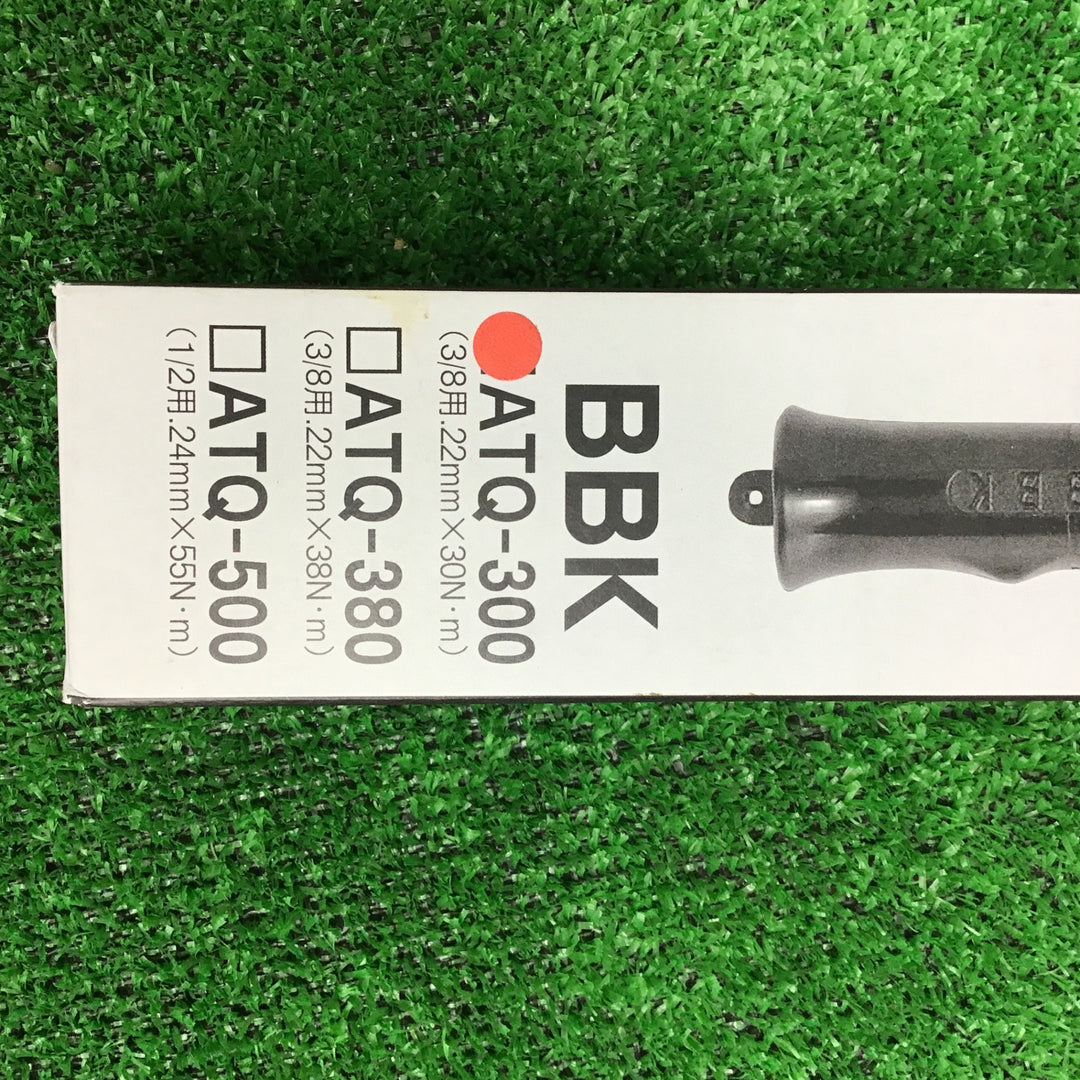 BBK
ATQ-300
(3/8用.22mm×30N·m)
□ATQ-380
(3/8用.22mm×38N·m)
□ATQ-500
(1/2用.24mm×55N·m)
BBK